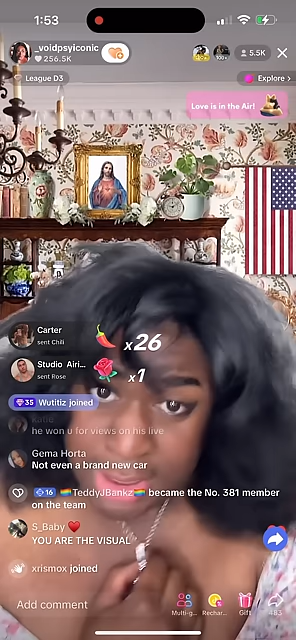 1:53
_voidpsyiconic
256.5K
100+
5.5K
League D3
Explore >
Love is in the Air!
Carter
sent Chili
x26
Studio Airi...
sent Rose
x1
35 Wutitiz joined
he won u for views on his live
Gema Horta
Not even a brand new car
16 🏳️‍🌈TeddyJBankz🏳️‍🌈 became the No. 381 member
on the team
S_Baby ❤️
YOU ARE THE VISUAL
xrismox joined
Add comment
Multi-g...
Rechar...
Gift
483